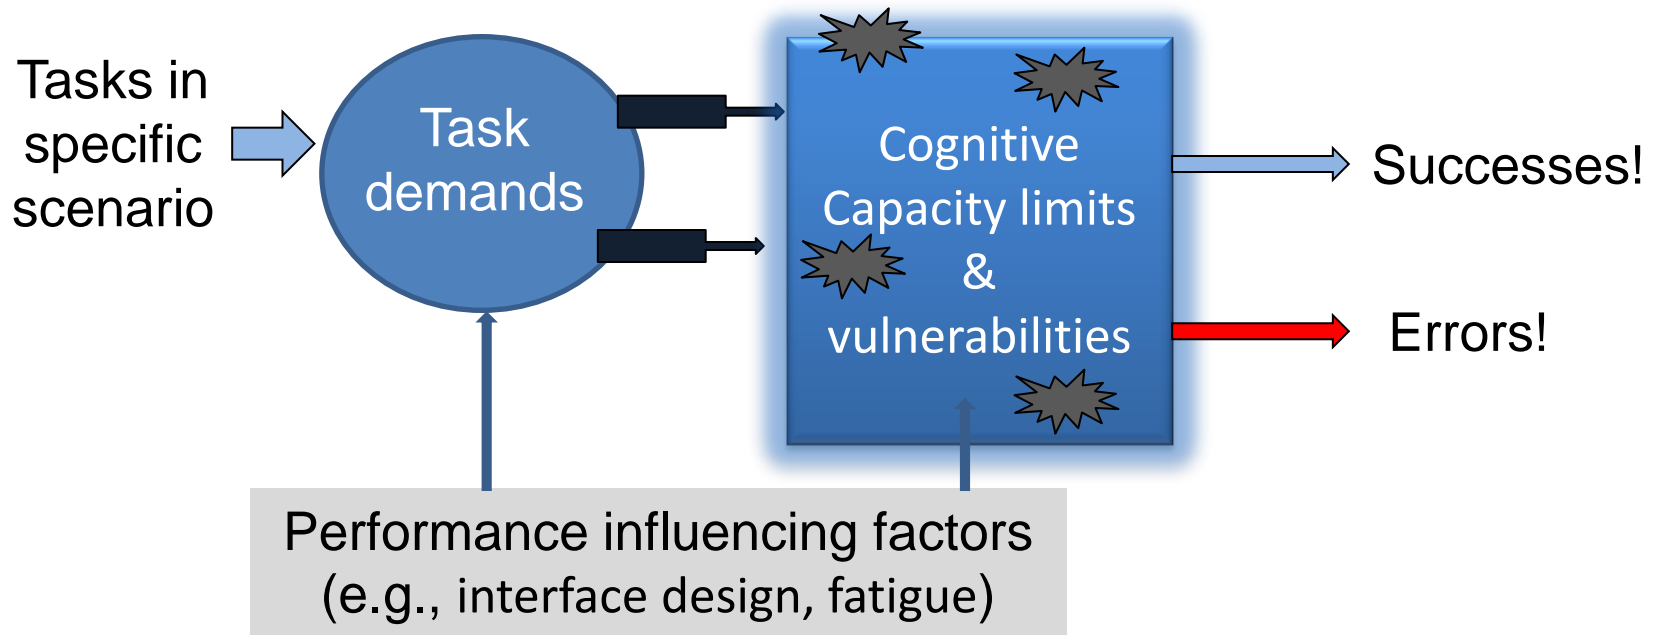 Tasks in
specific
scenario
Task
demands
Cognitive
Capacity limits
&
vulnerabilities
Successes!
Errors!
Performance influencing factors
(e.g., interface design, fatigue)